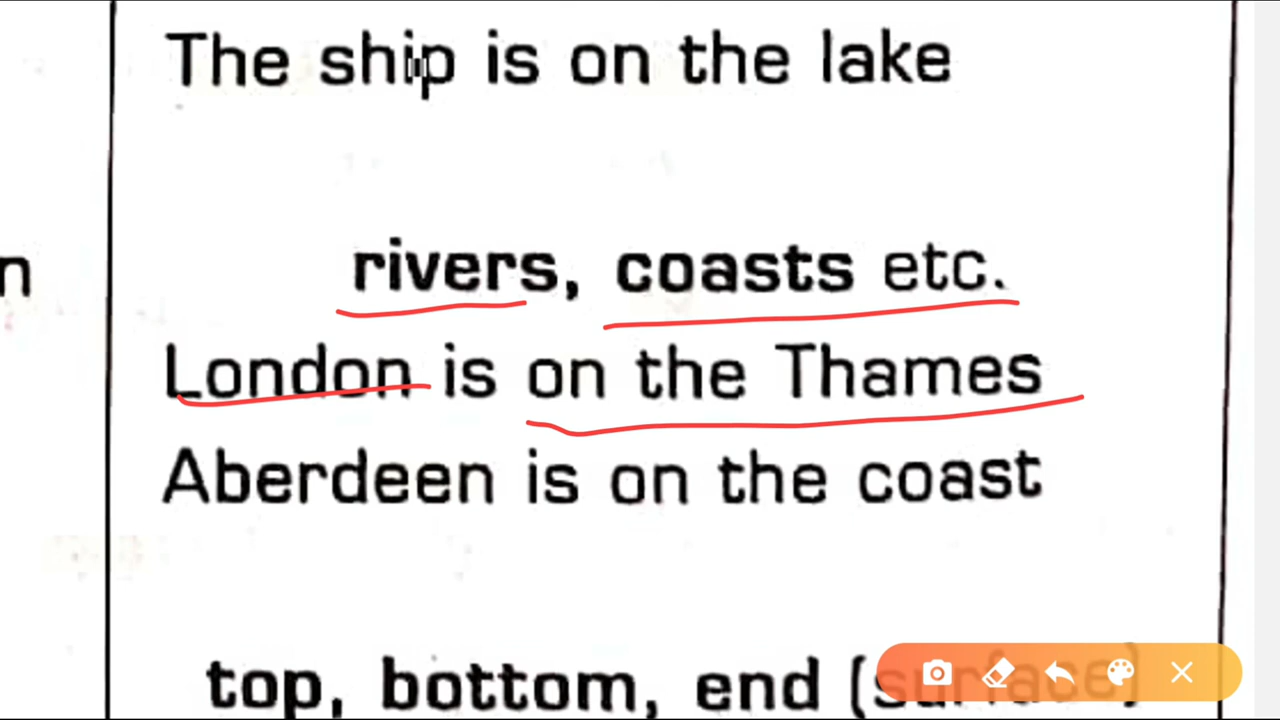 The ship is on the lake
rivers, coasts etc.
n
London is on the Thames
Aberdeen is on the coast
top, bottom, end (surface)